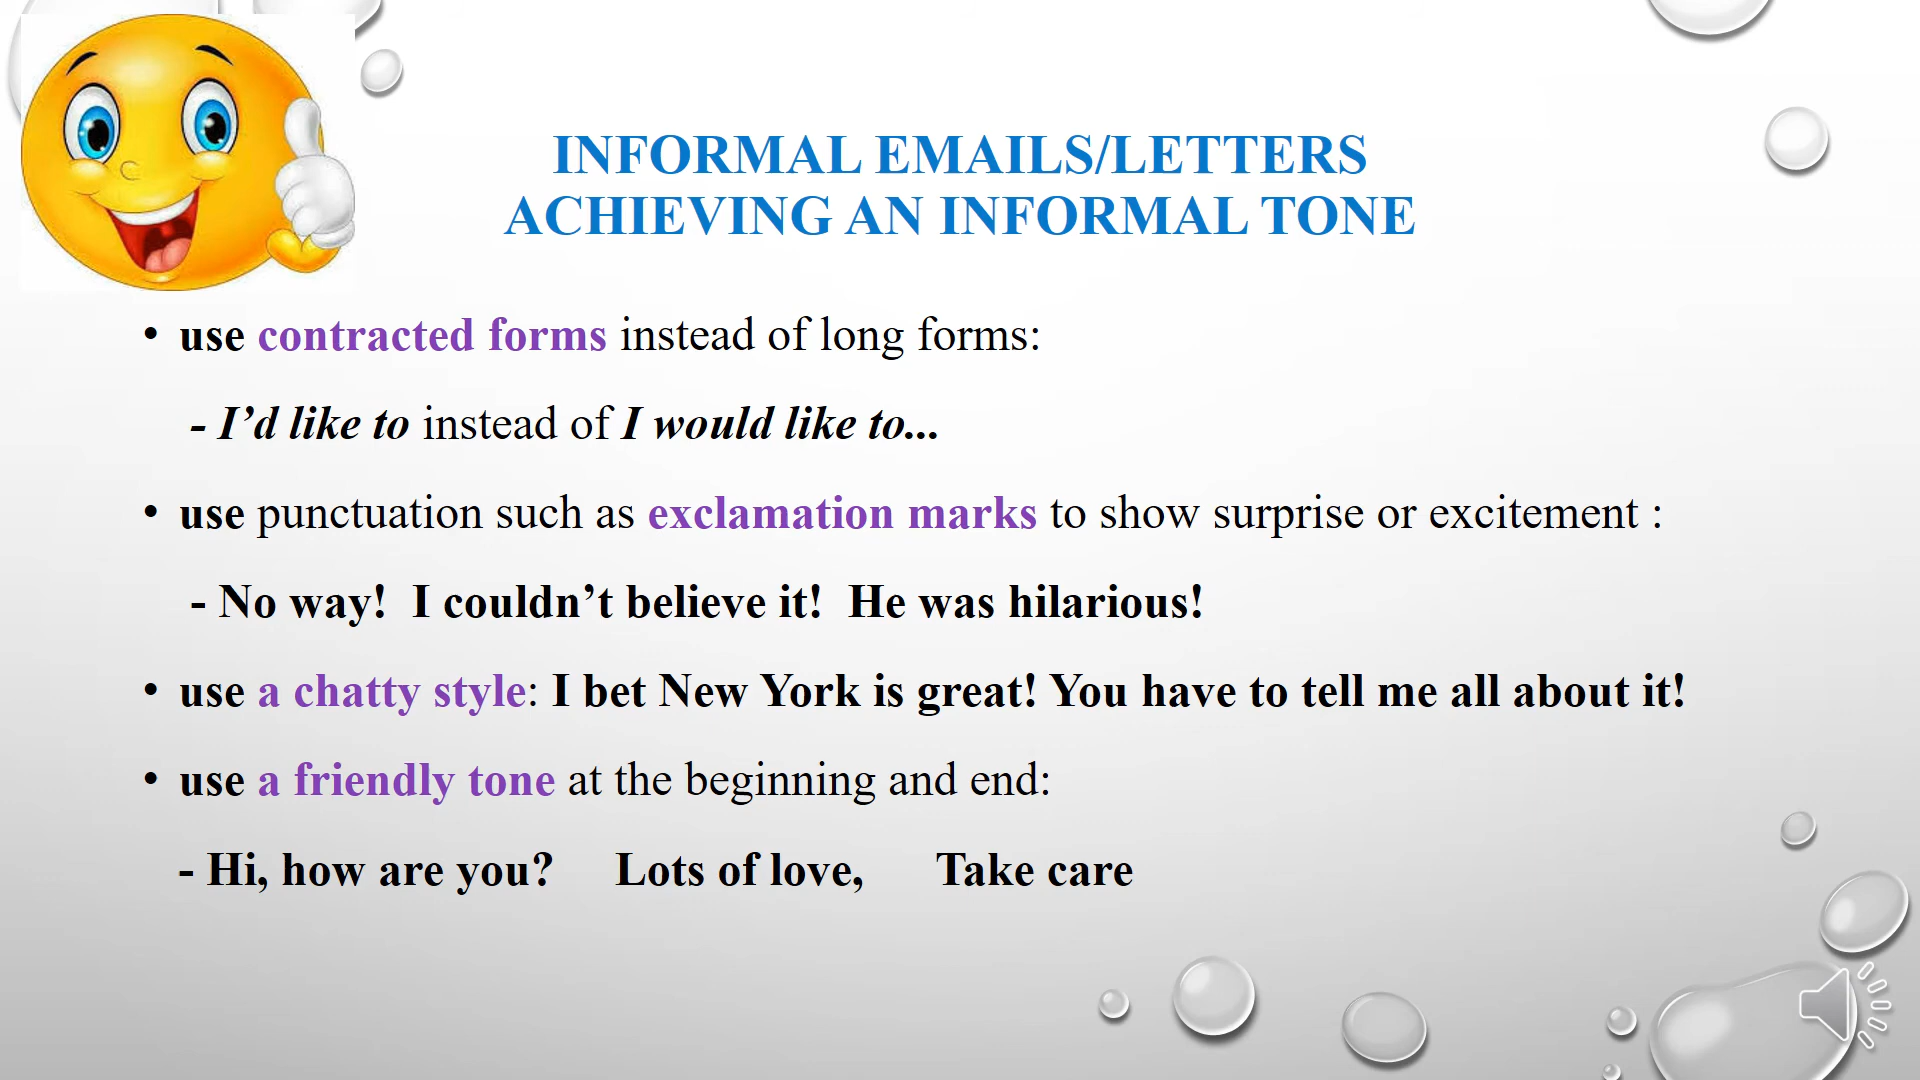 INFORMAL EMAILS/LETTERS
ACHIEVING AN INFORMAL TONE
• use contracted forms instead of long forms:
- I’d like to instead of I would like to...
• use punctuation such as exclamation marks to show surprise or excitement :
- No way!  I couldn’t believe it!  He was hilarious!
• use a chatty style: I bet New York is great! You have to tell me all about it!
• use a friendly tone at the beginning and end:
- Hi, how are you?     Lots of love,      Take care